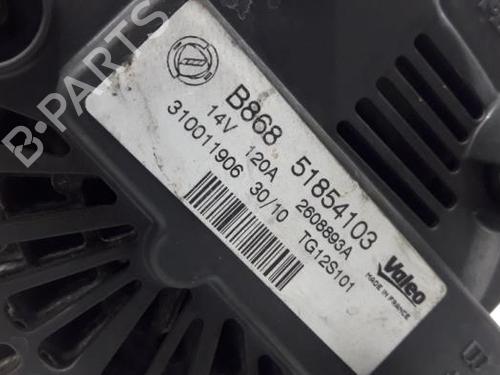 B868 51854103
14V 120A 2608893A
310011906 30/10 TG12S101
Valeo
MADE IN FRANCE
B-PARTS